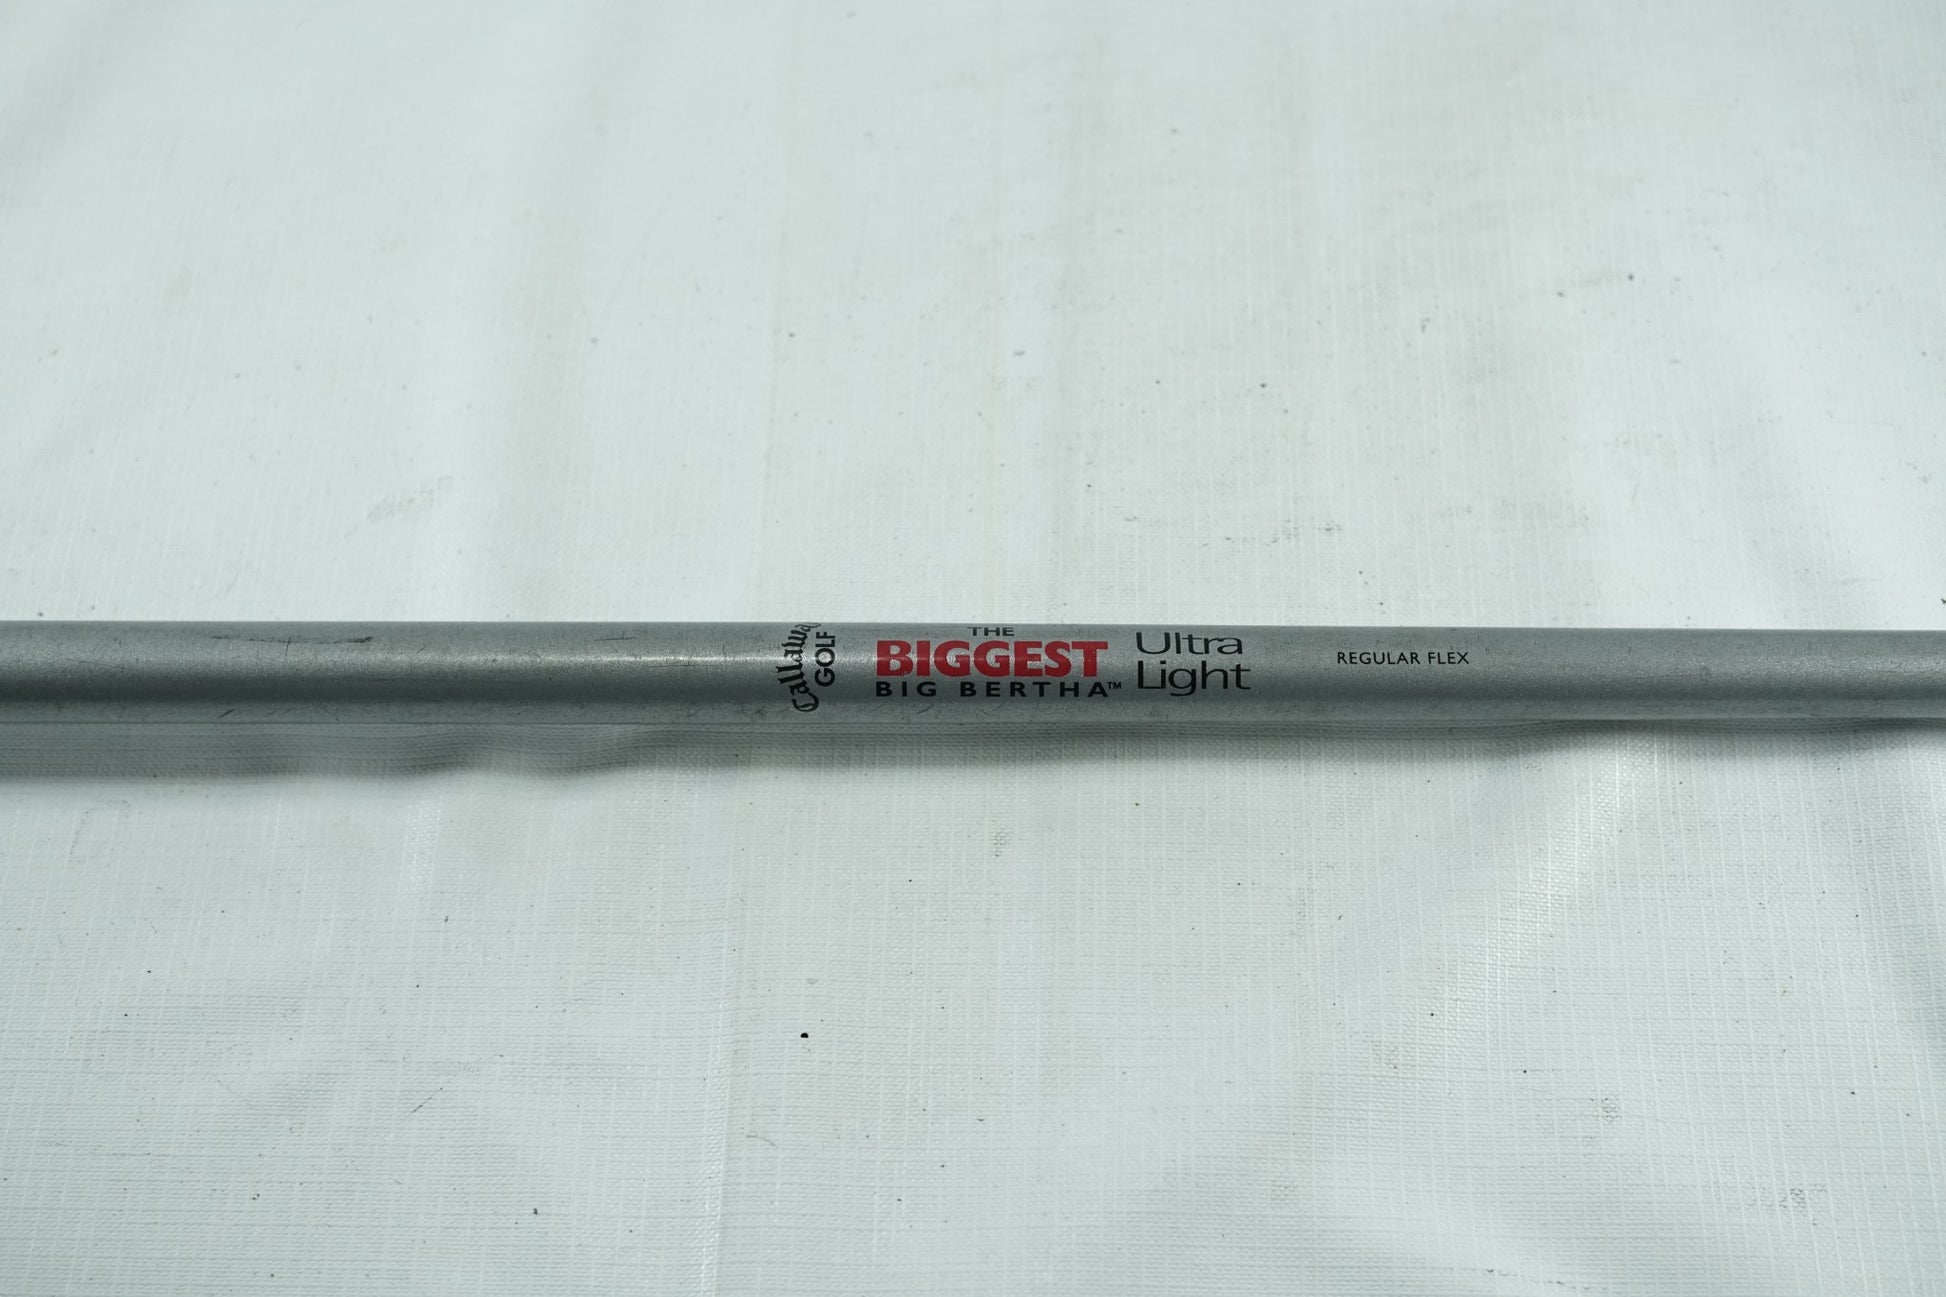 Callaway
GOLF
THE
BIGGEST
BIG BERTHA™
Ultra
Light
REGULAR FLEX